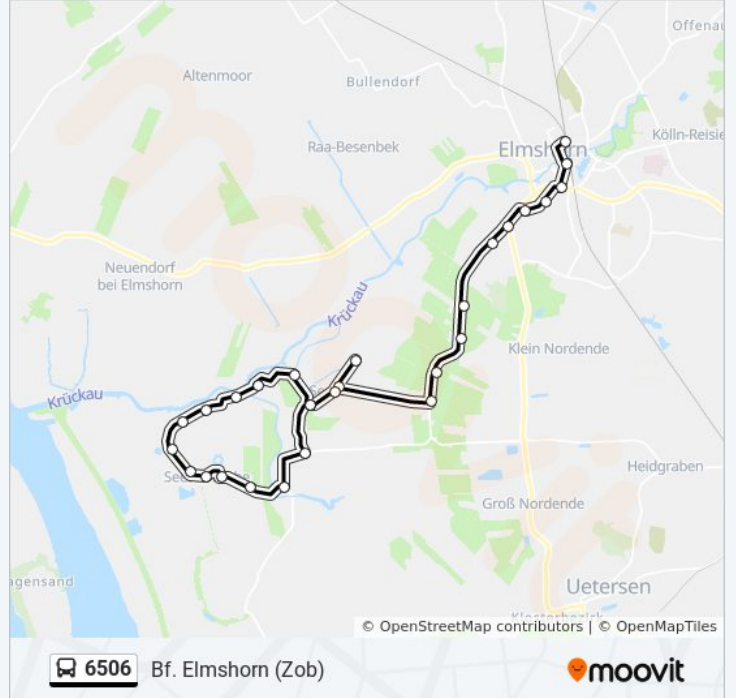 Offenau
Altenmoor
Bullendorf
Raa-Besenbek
Elmshorn
Kölln-Reisie
Neuendorf
bei Elmshorn
Krückau
Klein Nordende
Krückau
Heidgraben
Groß Nordende
agensand
Uetersen
© OpenStreetMap contributors | © OpenMapTiles
6506 Bf. Elmshorn (Zob)
moovit